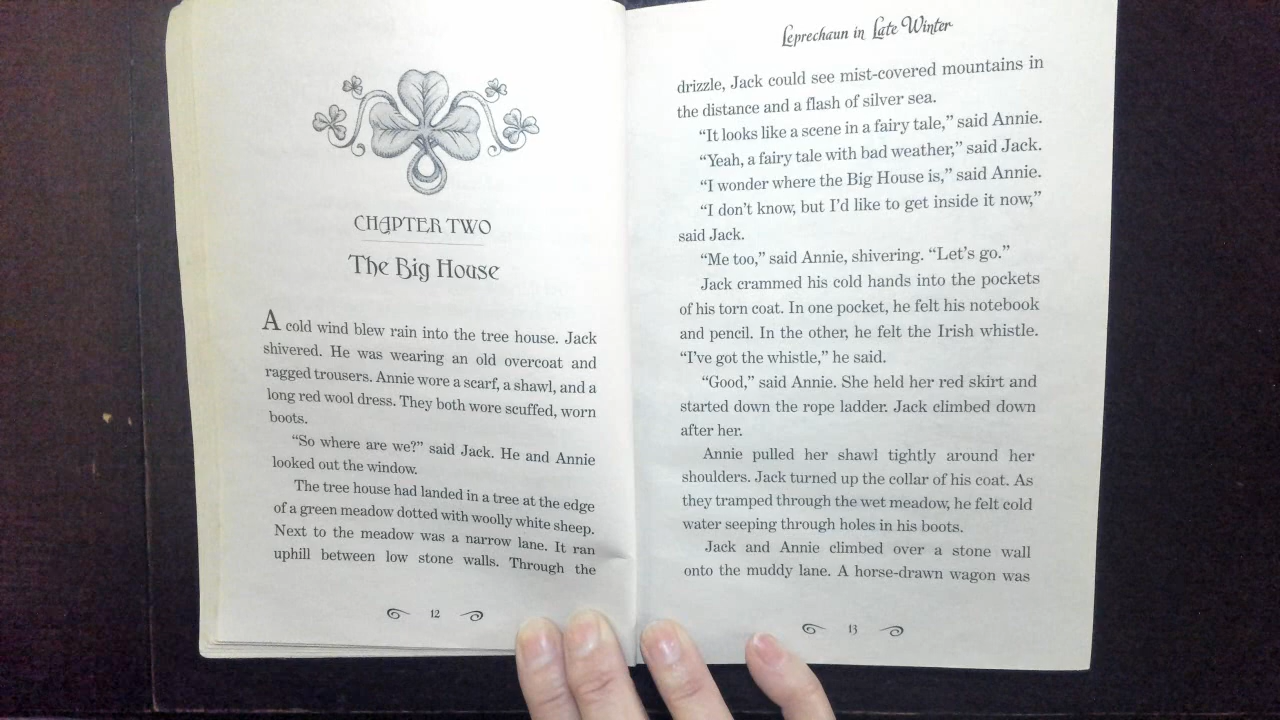 CHAPTER TWO
The Big House
A cold wind blew rain into the tree house. Jack
shivered. He was wearing an old overcoat and
ragged trousers. Annie wore a scarf, a shawl, and a
long red wool dress. They both wore scuffed, worn
boots.
“So where are we?” said Jack. He and Annie
looked out the window.
The tree house had landed in a tree at the edge
of a green meadow dotted with woolly white sheep.
Next to the meadow was a narrow lane. It ran
uphill between low stone walls. Through the
12
Leprechaun in Late Winter
drizzle, Jack could see mist-covered mountains in
the distance and a flash of silver sea.
“It looks like a scene in a fairy tale,” said Annie.
“Yeah, a fairy tale with bad weather,” said Jack.
“I wonder where the Big House is,” said Annie.
“I don’t know, but I’d like to get inside it now,”
said Jack.
“Me too,” said Annie, shivering. “Let’s go.”
Jack crammed his cold hands into the pockets
of his torn coat. In one pocket, he felt his notebook
and pencil. In the other, he felt the Irish whistle.
“I’ve got the whistle,” he said.
“Good,” said Annie. She held her red skirt and
started down the rope ladder. Jack climbed down
after her.
Annie pulled her shawl tightly around her
shoulders. Jack turned up the collar of his coat. As
they tramped through the wet meadow, he felt cold
water seeping through holes in his boots.
Jack and Annie climbed over a stone wall
onto the muddy lane. A horse-drawn wagon was
13